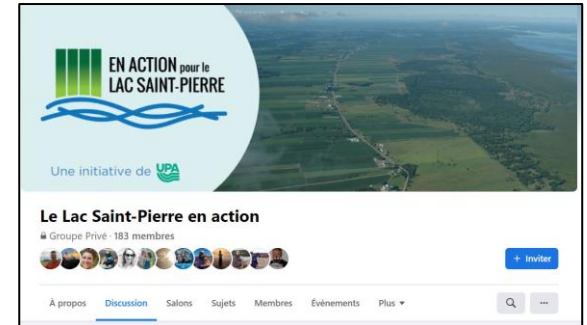 EN ACTION pour le
LAC SAINT-PIERRE
Une initiative de UPA
Le Lac Saint-Pierre en action
Groupe Privé · 183 membres
+ Inviter
À propos Discussion Salons Sujets Membres Événements Plus